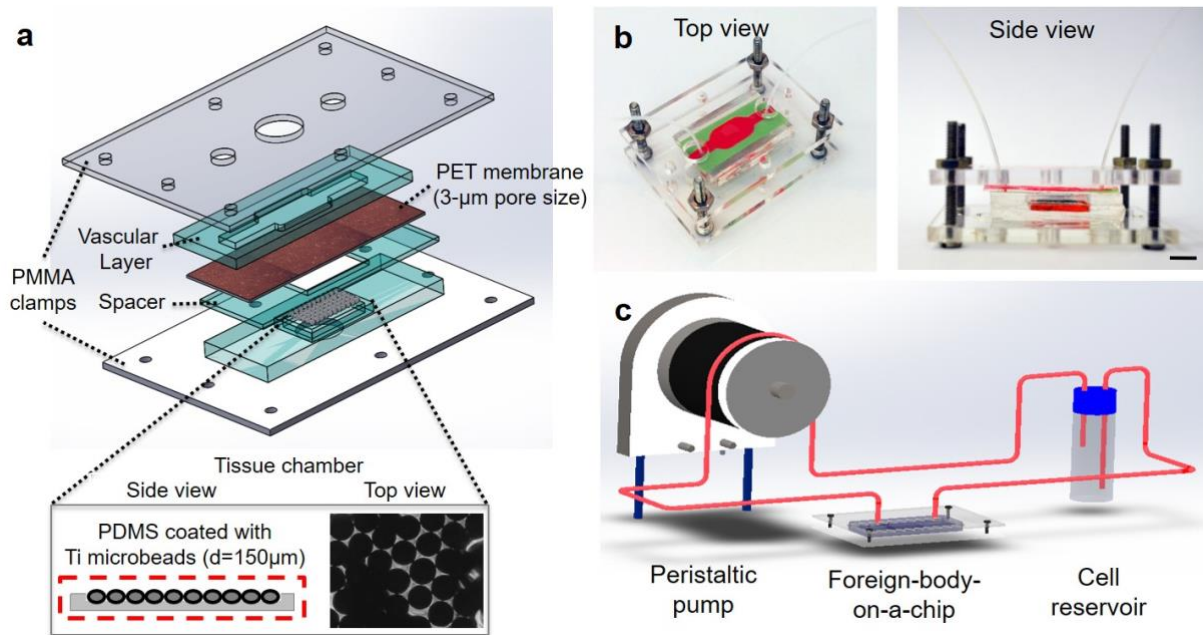 a
PET membrane
(3-µm pore size)
Vascular
Layer
PMMA
clamps
Spacer
Tissue chamber
Side view
Top view
PDMS coated with
Ti microbeads (d=150µm)
b
Top view
Side view
c
Peristaltic
pump
Foreign-body-
on-a-chip
Cell
reservoir